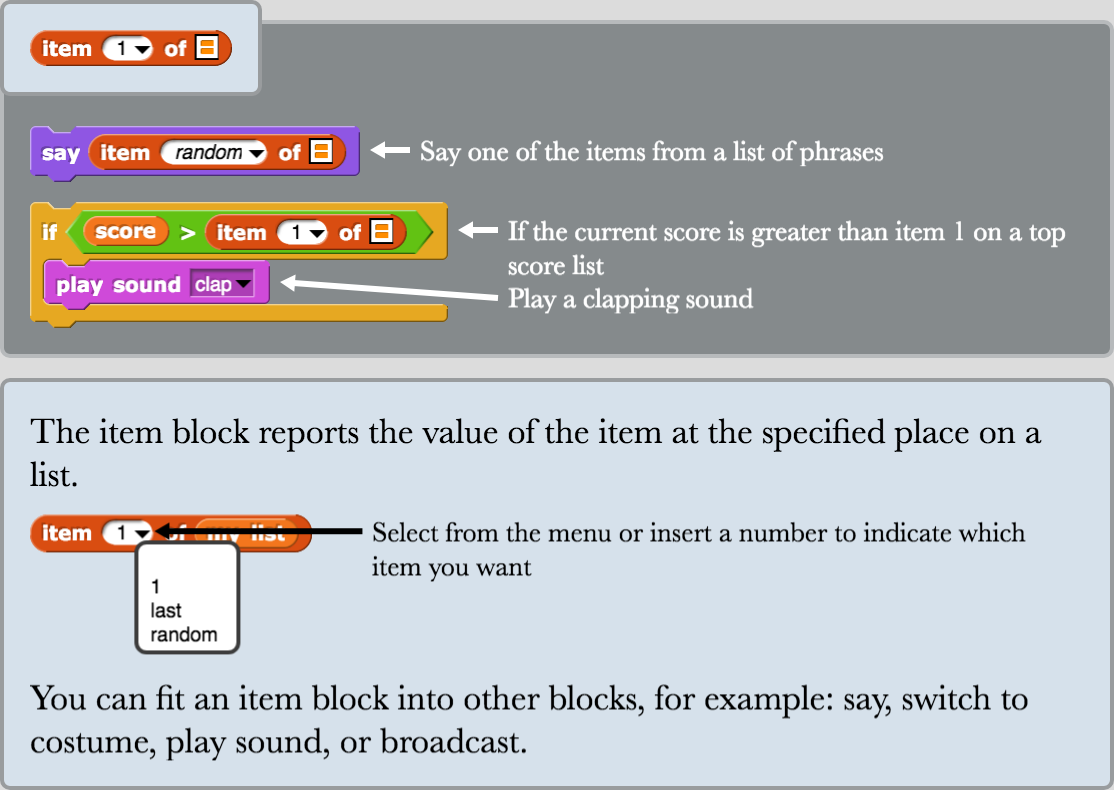 item 1 of
say item random of
Say one of the items from a list of phrases
if score > item 1 of
If the current score is greater than item 1 on a top
score list
play sound clap
Play a clapping sound
The item block reports the value of the item at the specified place on a
list.
item 1 of my list
Select from the menu or insert a number to indicate which
item you want
1
last
random
You can fit an item block into other blocks, for example: say, switch to
costume, play sound, or broadcast.